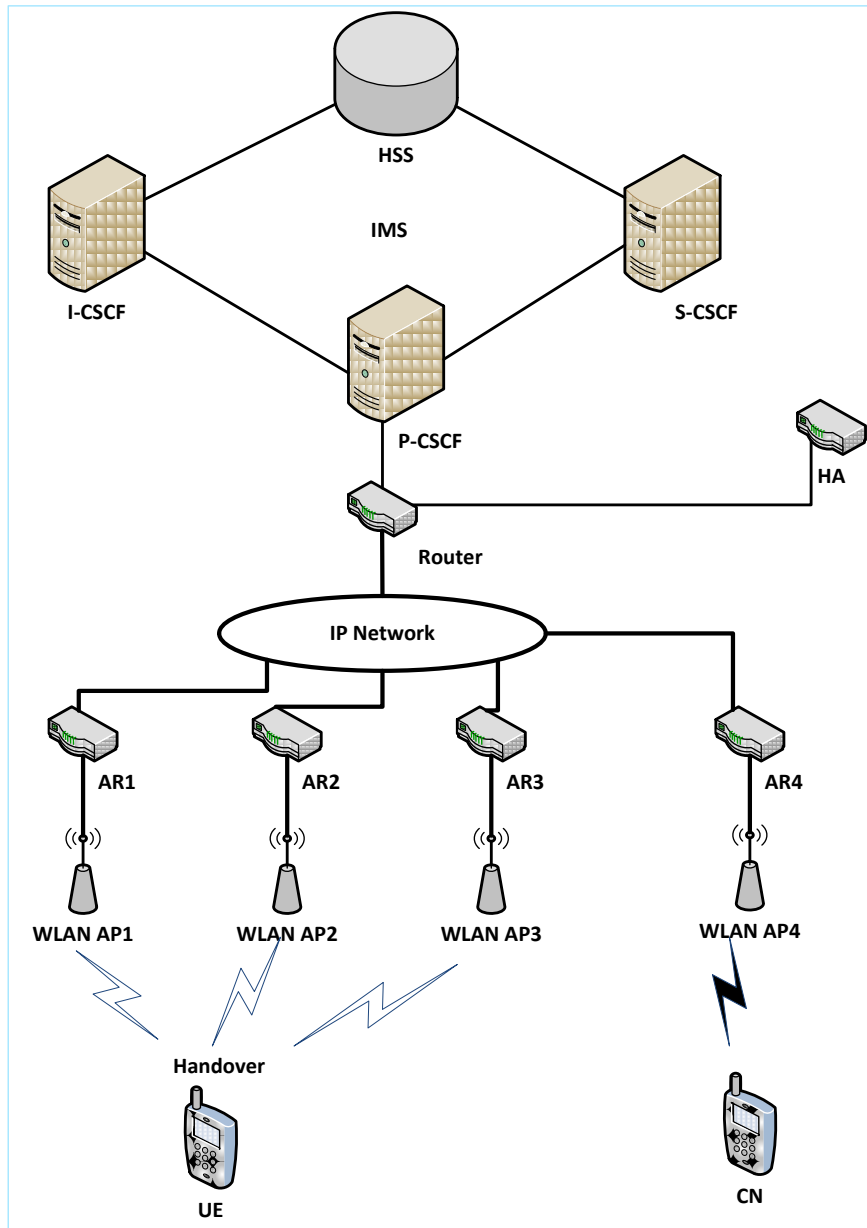 HSS
IMS
I-CSCF
S-CSCF
P-CSCF
HA
Router
IP Network
AR1
AR2
AR3
AR4
WLAN AP1
WLAN AP2
WLAN AP3
WLAN AP4
Handover
UE
CN